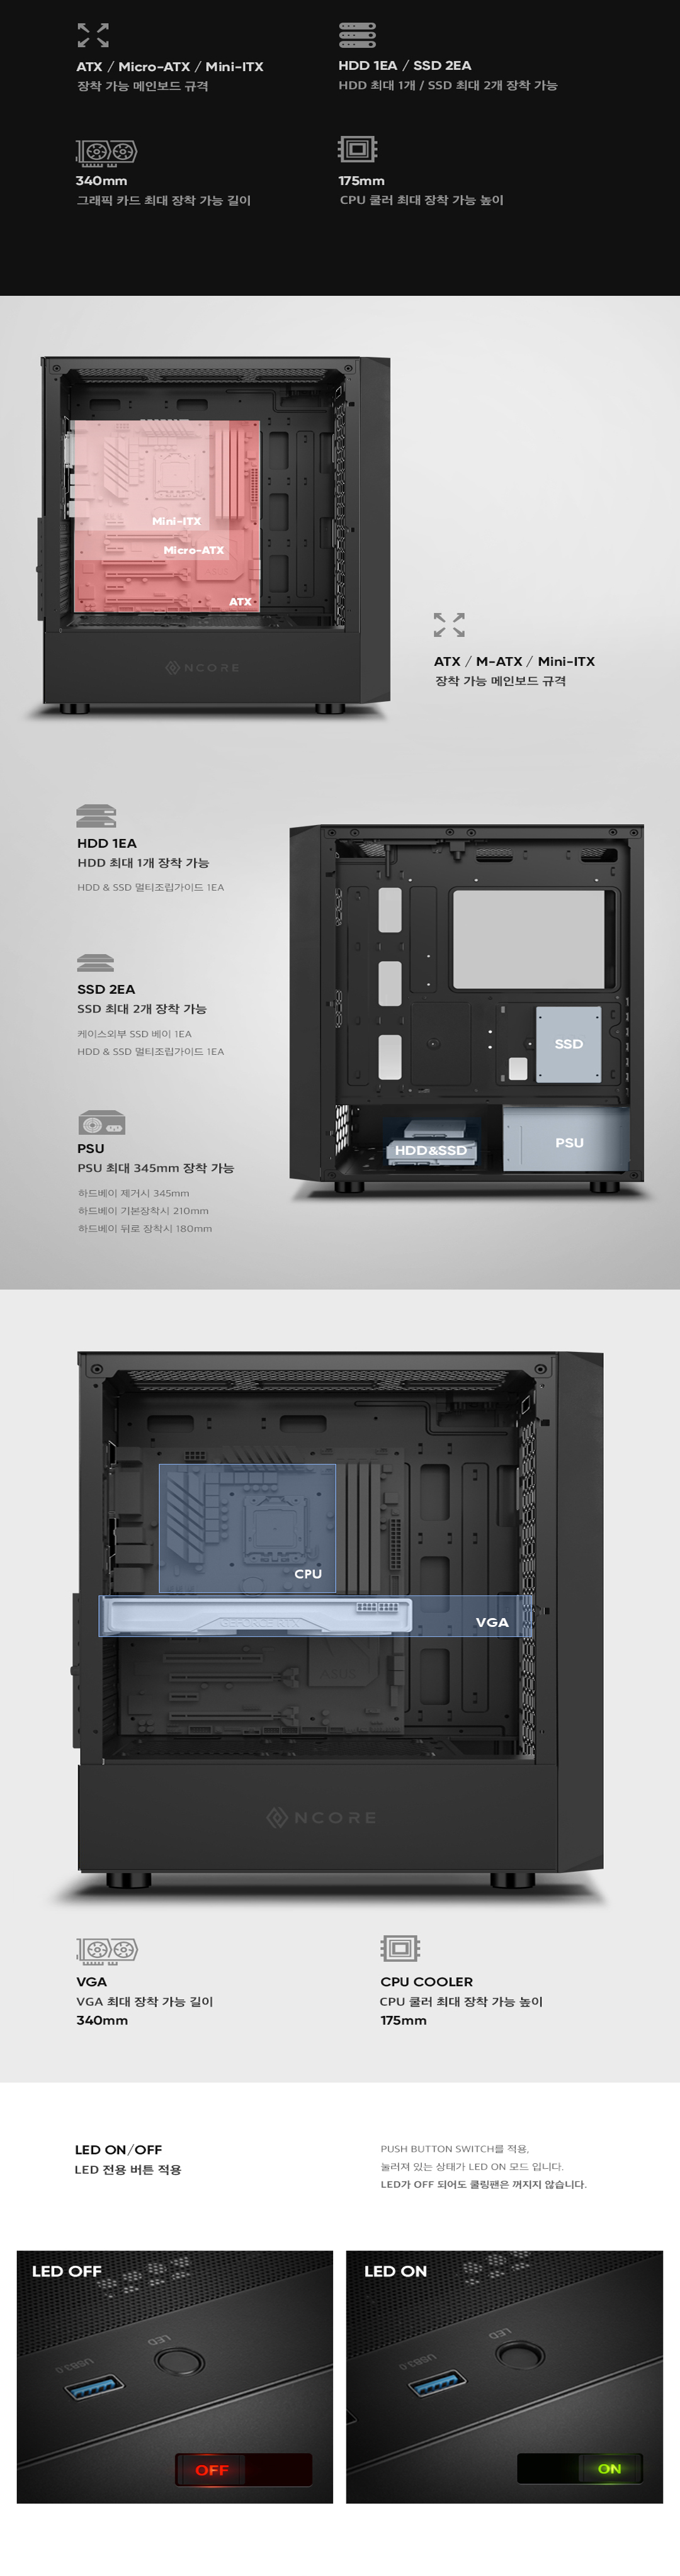 ATX / Micro-ATX / Mini-ITX
장착 가능 메인보드 규격
HDD 1EA / SSD 2EA
HDD 최대 1개 / SSD 최대 2개 장착 가능
340mm
그래픽 카드 최대 장착 가능 길이
175mm
CPU 쿨러 최대 장착 가능 높이
Mini-ITX
Micro-ATX
ATX
NCORE
ATX / M-ATX / Mini-ITX
장착 가능 메인보드 규격
HDD 1EA
HDD 최대 1개 장착 가능
HDD & SSD 멀티조립가이드 1EA
SSD 2EA
SSD 최대 2개 장착 가능
케이스외부 SSD 베이 1EA
HDD & SSD 멀티조립가이드 1EA
PSU
PSU 최대 345mm 장착 가능
하드베이 제거시 345mm
하드베이 기본장착시 210mm
하드베이 뒤로 장착시 180mm
SSD
HDD&SSD
PSU
CPU
GEFORCE RTX
VGA
ASUS
NCORE
VGA
VGA 최대 장착 가능 길이
340mm
CPU COOLER
CPU 쿨러 최대 장착 가능 높이
175mm
LED ON/OFF
LED 전용 버튼 적용
PUSH BUTTON SWITCH를 적용,
눌러져 있는 상태가 LED ON 모드 입니다.
LED가 OFF 되어도 쿨링팬은 꺼지지 않습니다.
LED OFF
LED
USB3.0
OFF
LED ON
LED
USB3.0
ON